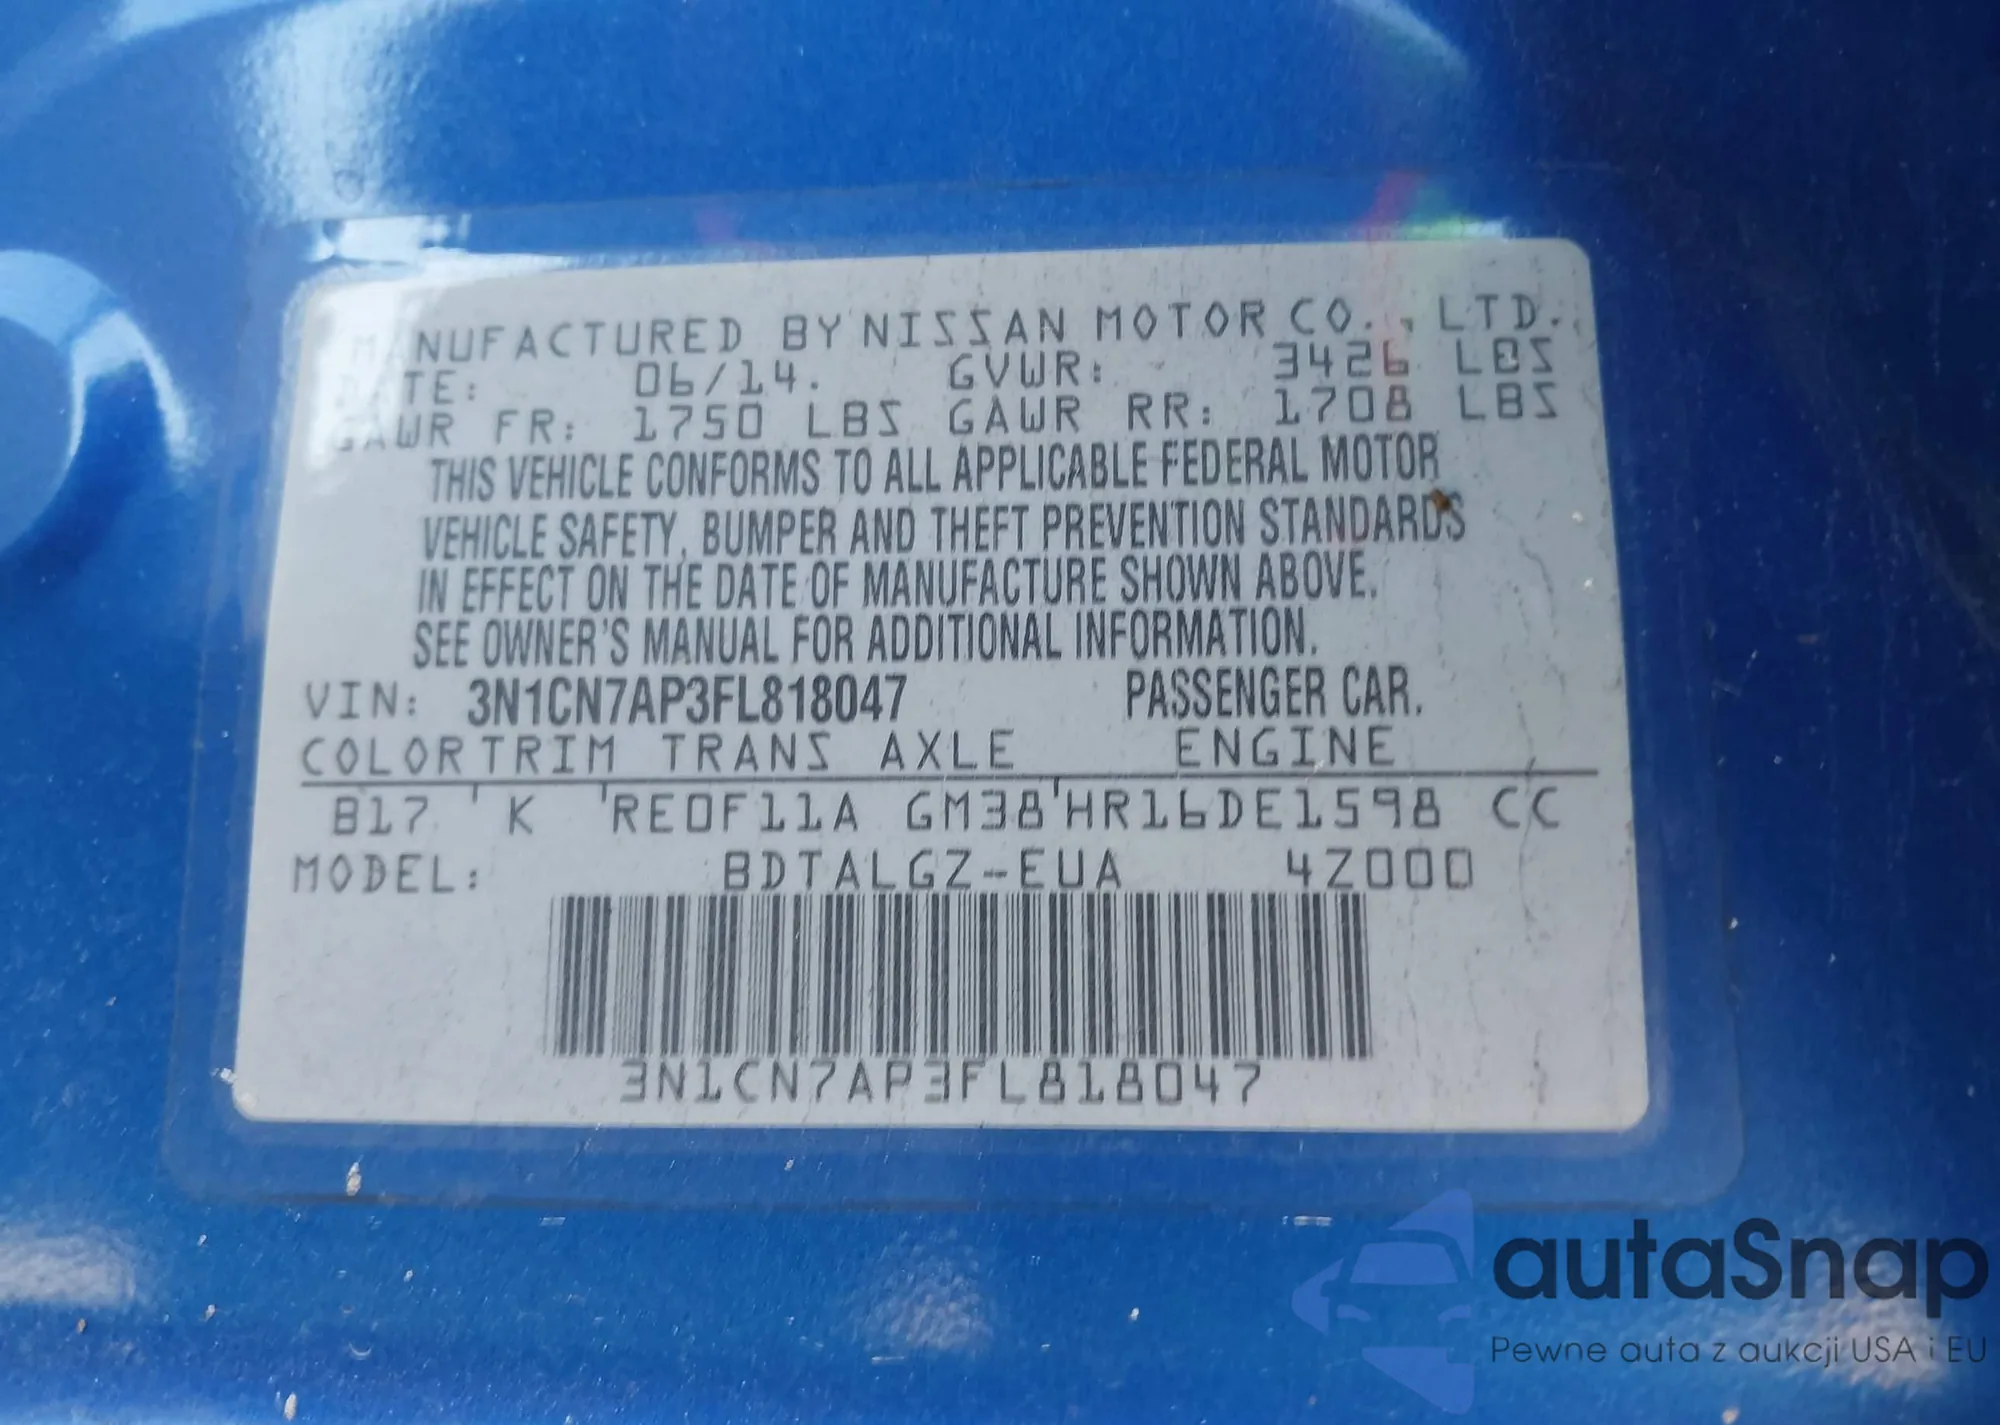 MANUFACTURED BY NISSAN MOTOR CO., LTD.
DATE: 06/14. GVWR: 3426 LBS
GAWR FR: 1750 LBS GAWR RR: 1708 LBS
THIS VEHICLE CONFORMS TO ALL APPLICABLE FEDERAL MOTOR
VEHICLE SAFETY, BUMPER AND THEFT PREVENTION STANDARDS
IN EFFECT ON THE DATE OF MANUFACTURE SHOWN ABOVE.
SEE OWNER'S MANUAL FOR ADDITIONAL INFORMATION.
VIN: 3N1CN7AP3FL818047 PASSENGER CAR.
COLOR TRIM TRANS AXLE ENGINE
B17 K RE0F11A GM38 HR16DE1598 CC
MODEL: BDTALGZ-EUA 4Z000
3N1CN7AP3FL818047
autaSnap
Pewne auta z aukcji USA i EU